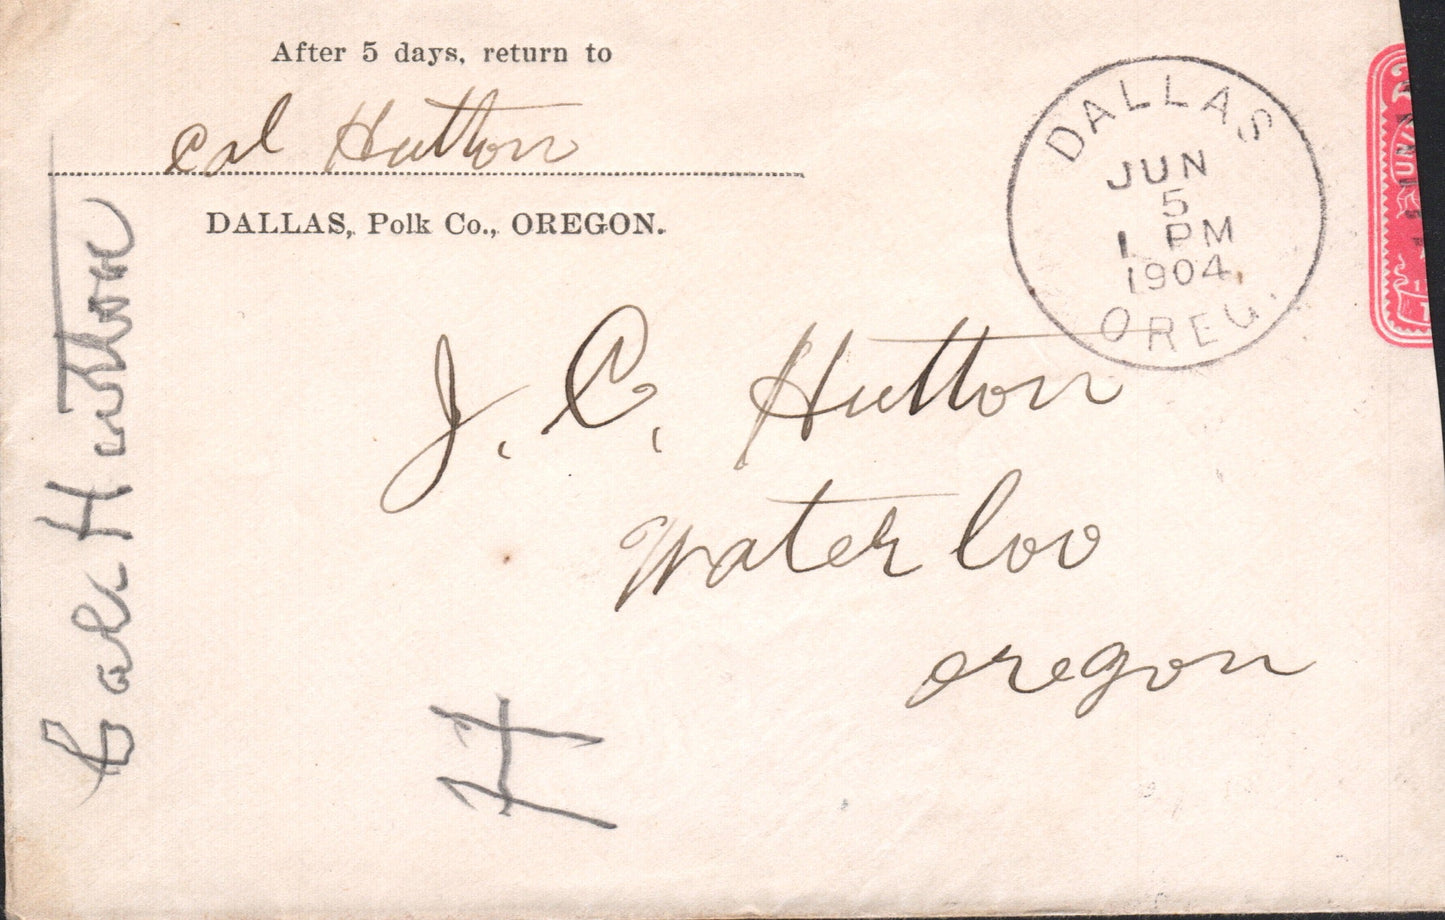 After 5 days, return to
Cal Hutton
DALLAS, Polk Co., OREGON.
DALLAS
JUN
5
1 PM
1904
OREG.
J. C. Hutton
Waterloo
Oregon
Hutton
H
2